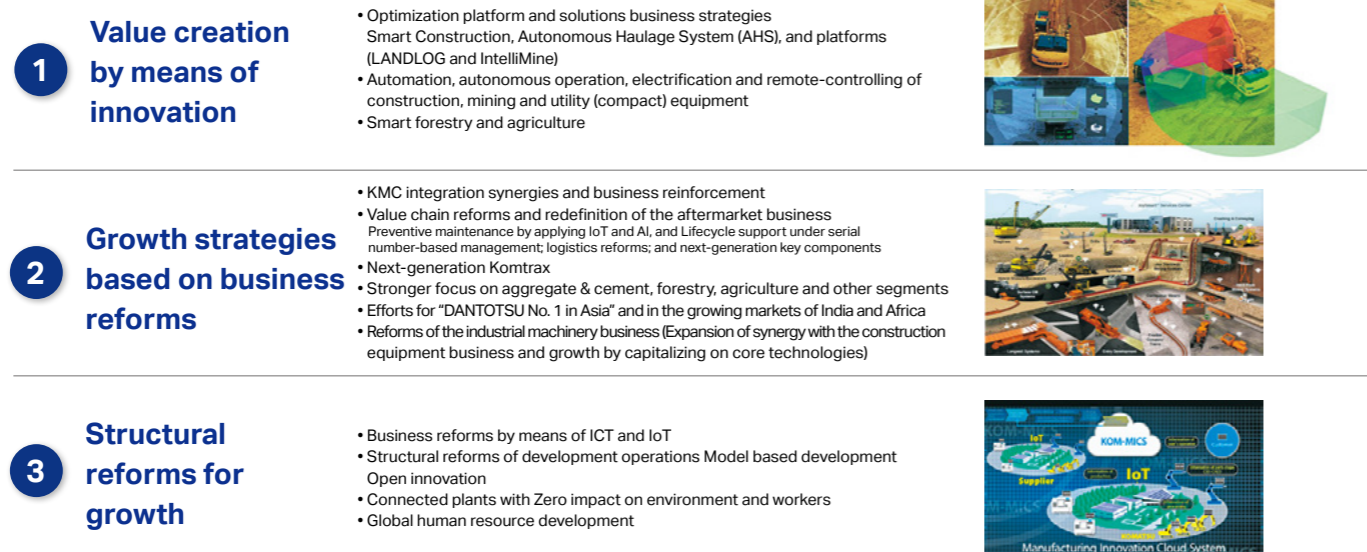 1
Value creation
by means of
innovation
• Optimization platform and solutions business strategies
Smart Construction, Autonomous Haulage System (AHS), and platforms
(LANDLOG and IntelliMine)
• Automation, autonomous operation, electrification and remote-controlling of
construction, mining and utility (compact) equipment
• Smart forestry and agriculture
2
Growth strategies
based on business
reforms
• KMC integration synergies and business reinforcement
• Value chain reforms and redefinition of the aftermarket business
Preventive maintenance by applying IoT and AI, and Lifecycle support under serial
number-based management; logistics reforms; and next-generation key components
• Next-generation Komtrax
• Stronger focus on aggregate & cement, forestry, agriculture and other segments
• Efforts for "DANTOTSU No. 1 in Asia" and in the growing markets of India and Africa
• Reforms of the industrial machinery business (Expansion of synergy with the construction
equipment business and growth by capitalizing on core technologies)
3
Structural
reforms for
growth
• Business reforms by means of ICT and IoT
• Structural reforms of development operations Model based development
Open innovation
• Connected plants with Zero impact on environment and workers
• Global human resource development
KOM-MICS
IoT
Supplier
IoT
KOMATSU
Manufacturing Innovation Cloud System